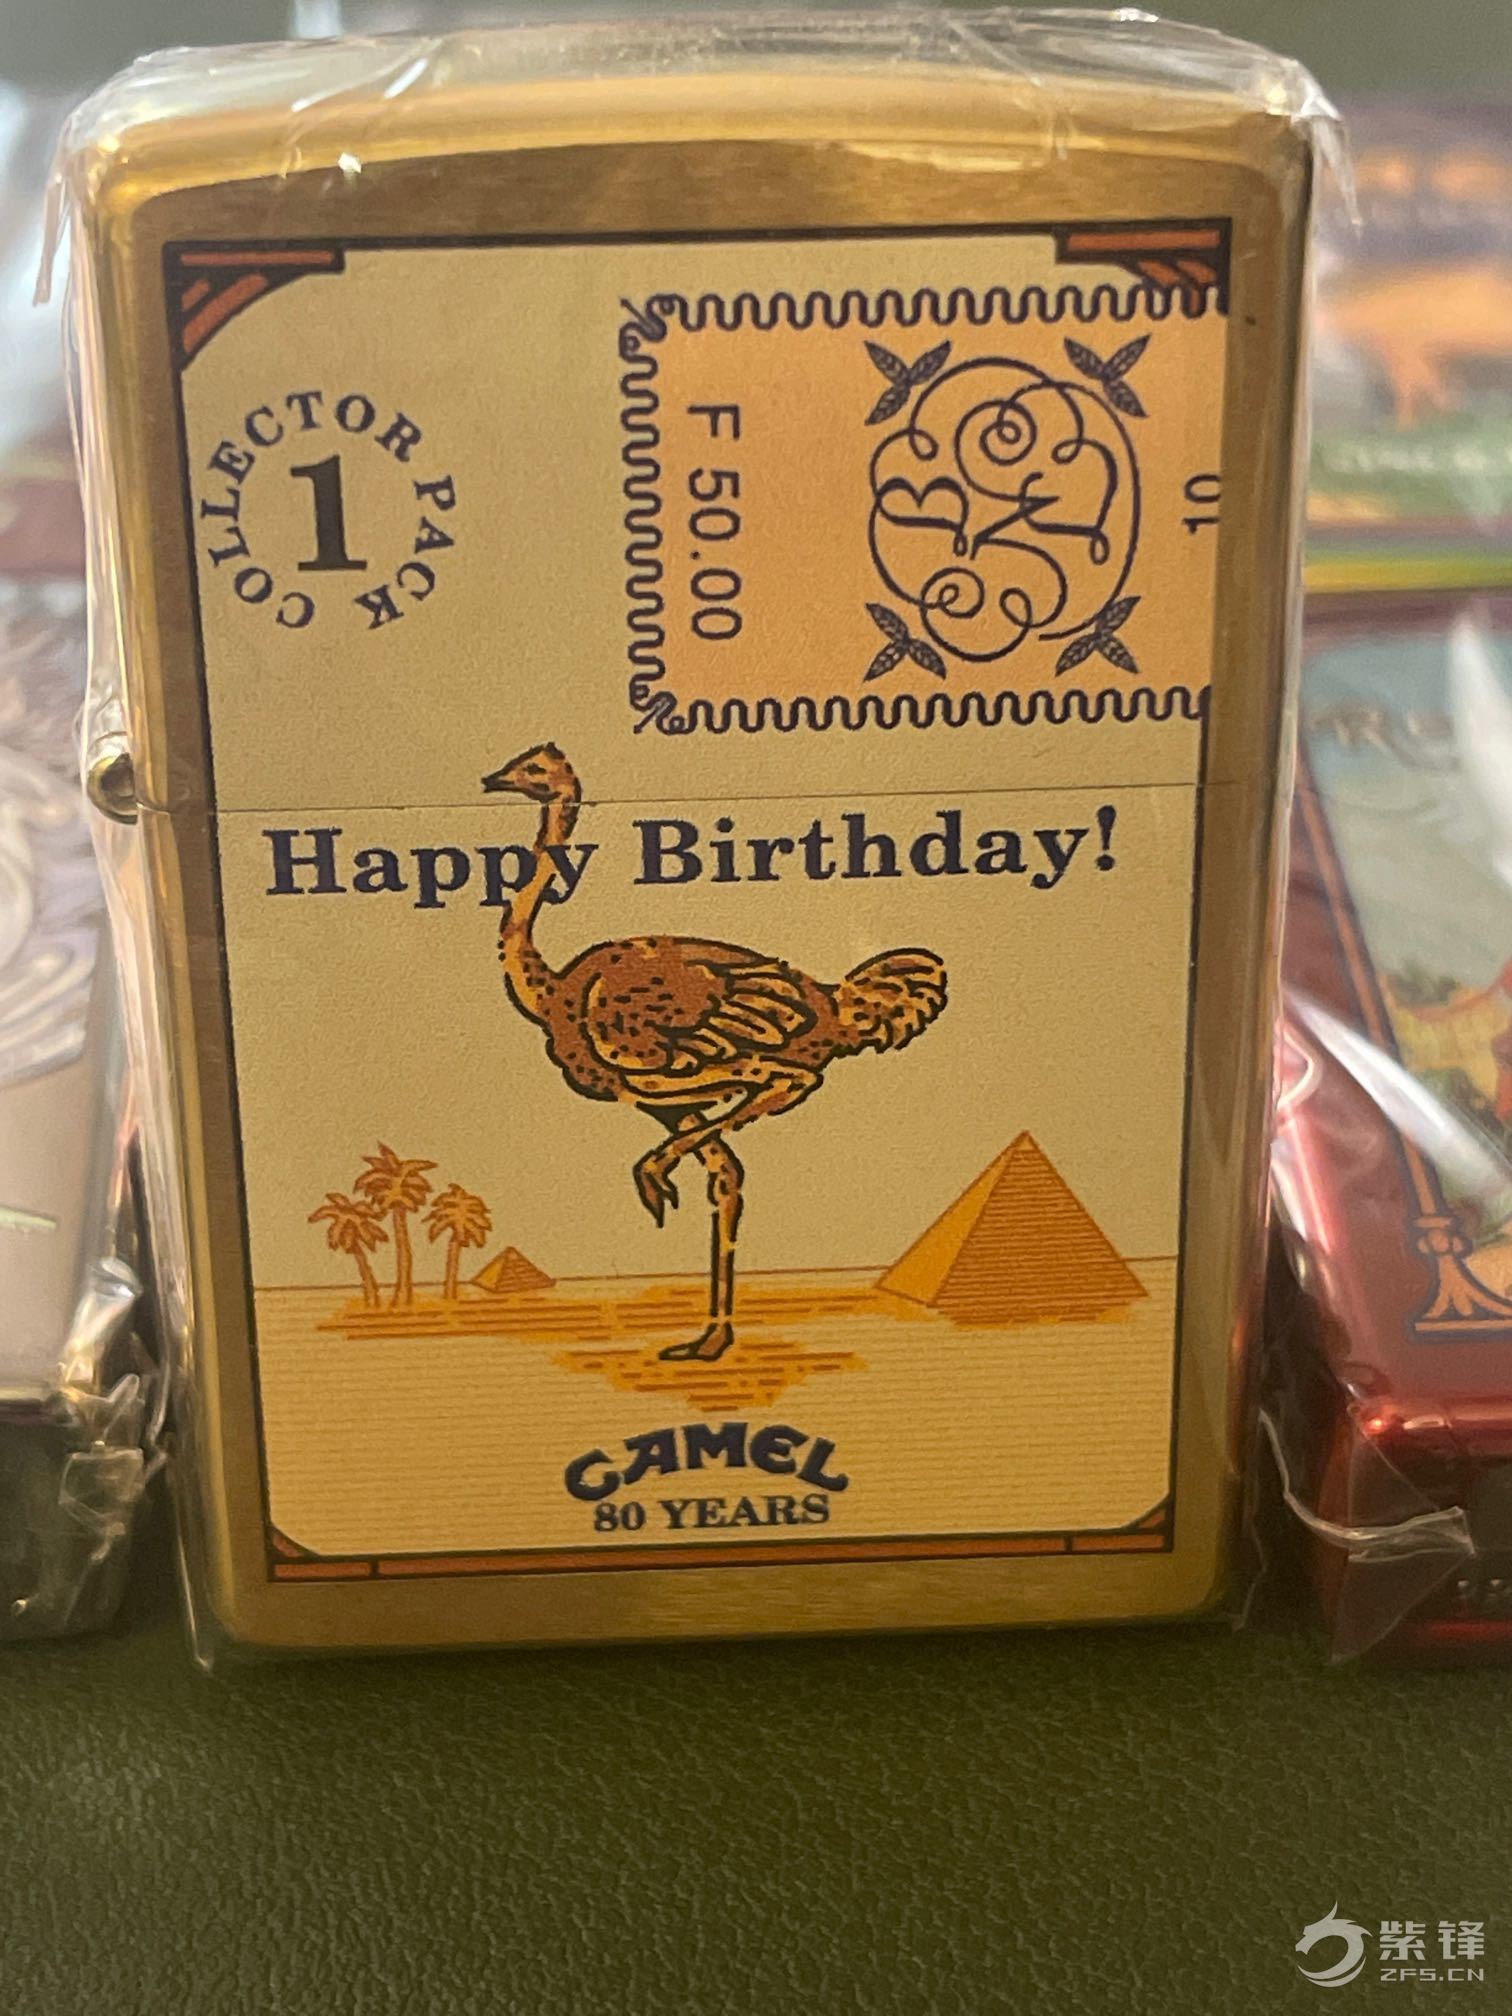 COLLECTOR PACK
1
F 50.00
10
Happy Birthday!
CAMEL
80 YEARS
紫锋
ZFS.CN